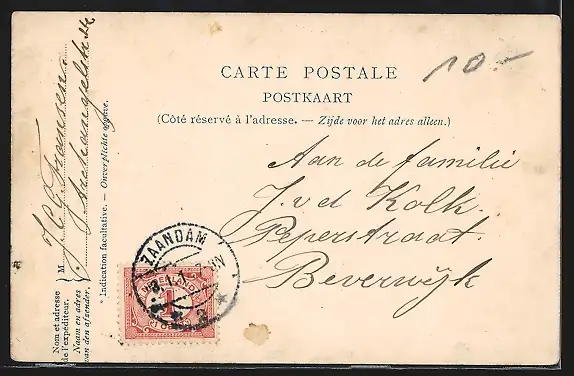 CARTE POSTALE
POSTKAART
(Côté réservé à l'adresse. — Zijde voor het adres alleen.)
10.-
Aan de familie
J. v d Kolk.
Peperstraat.
Beverwijk
ZAANDAM
NEDERLAND
1
Nom et adresse
de l'expéditeur.
Naam en adres
van den afzender.
M
* Indication facultative. — Onverplichte opgave.